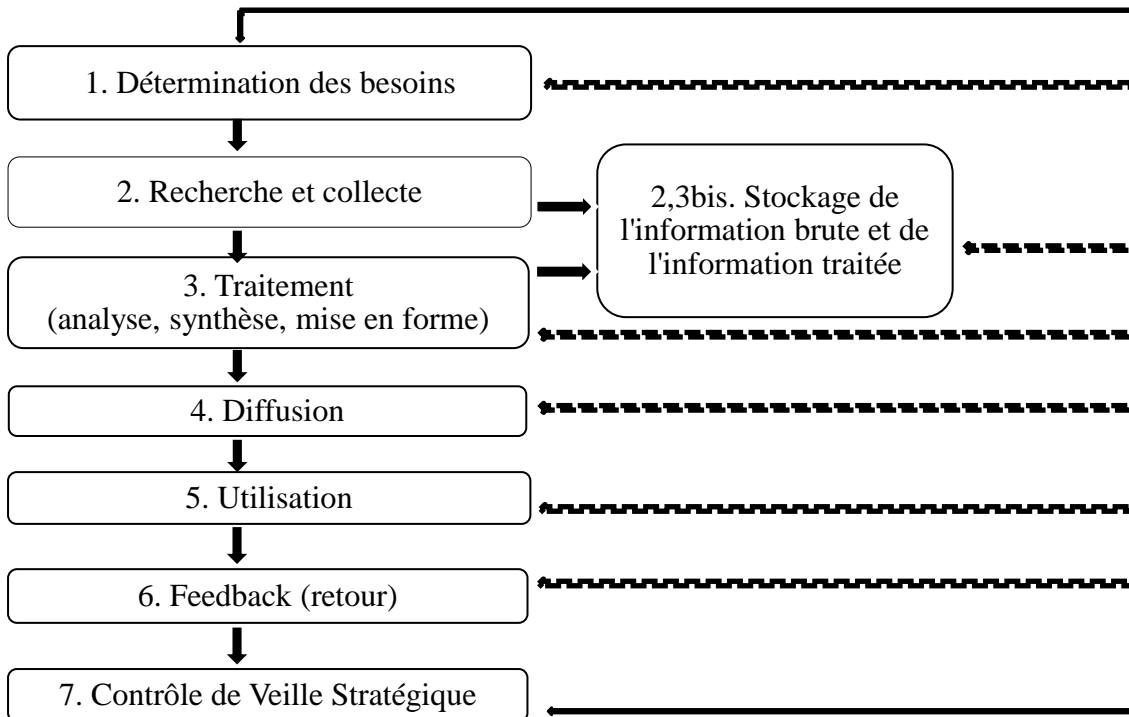 1. Détermination des besoins
2. Recherche et collecte
2,3bis. Stockage de
l'information brute et de
l'information traitée
3. Traitement
(analyse, synthèse, mise en forme)
4. Diffusion
5. Utilisation
6. Feedback (retour)
7. Contrôle de Veille Stratégique